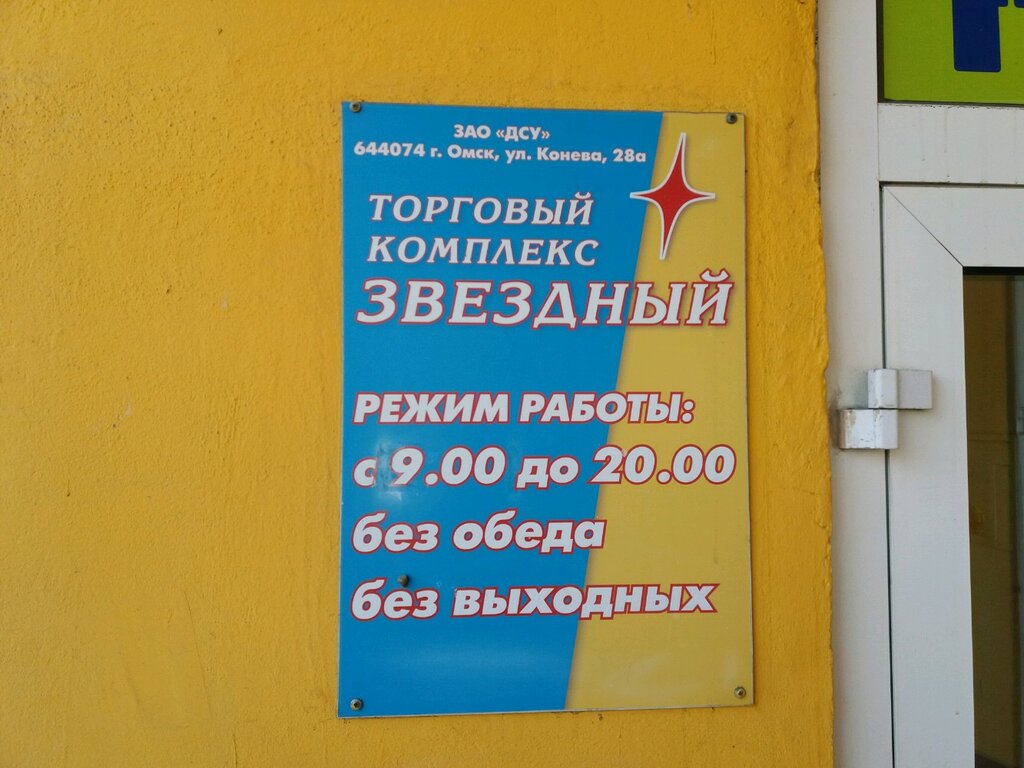 ЗАО «ДСУ»
644074 г. Омск, ул. Конева, 28а
ТОРГОВЫЙ
КОМПЛЕКС
ЗВЕЗДНЫЙ
РЕЖИМ РАБОТЫ:
с 9.00 до 20.00
без обеда
без выходных